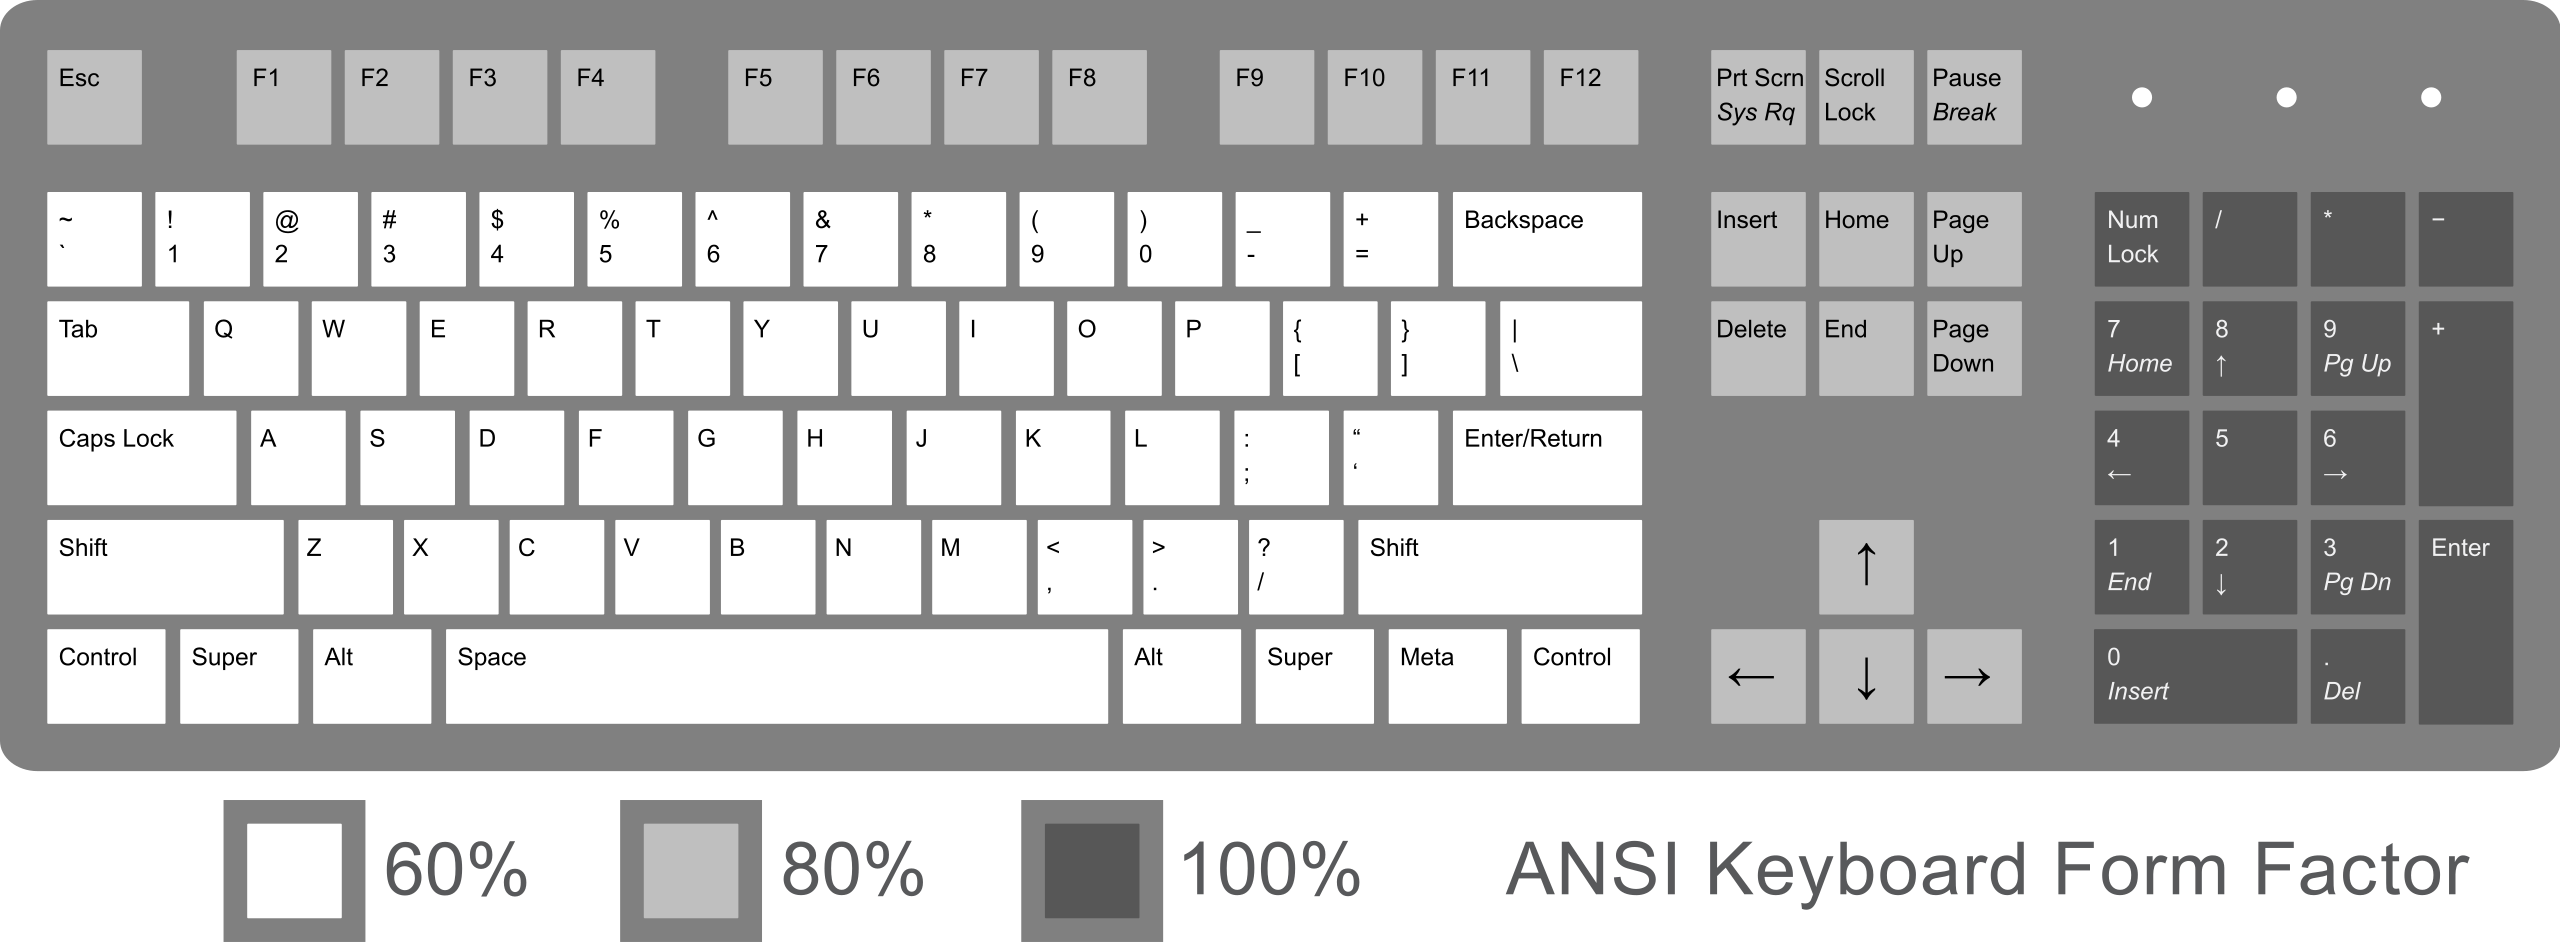 Esc F1 F2 F3 F4 F5 F6 F7 F8 F9 F10 F11 F12 Prt Scrn Scroll Pause
Sys Rq Lock Break
~ ! @ # $ % ^ & * ( ) _ + Backspace Insert Home Page Num / * −
` 1 2 3 4 5 6 7 8 9 0 - = Up Lock
Tab Q W E R T Y U I O P { } | Delete End Page 7 8 9 +
[ ] \ Down Home ↑ Pg Up
Caps Lock A S D F G H J K L : “ Enter/Return 4 5 6
; ‘ ← →
Shift Z X C V B N M < > ? Shift ↑ 1 2 3 Enter
, . / End ↓ Pg Dn
Control Super Alt Space Alt Super Meta Control ← ↓ → 0 .
Insert Del
60% 80% 100% ANSI Keyboard Form Factor